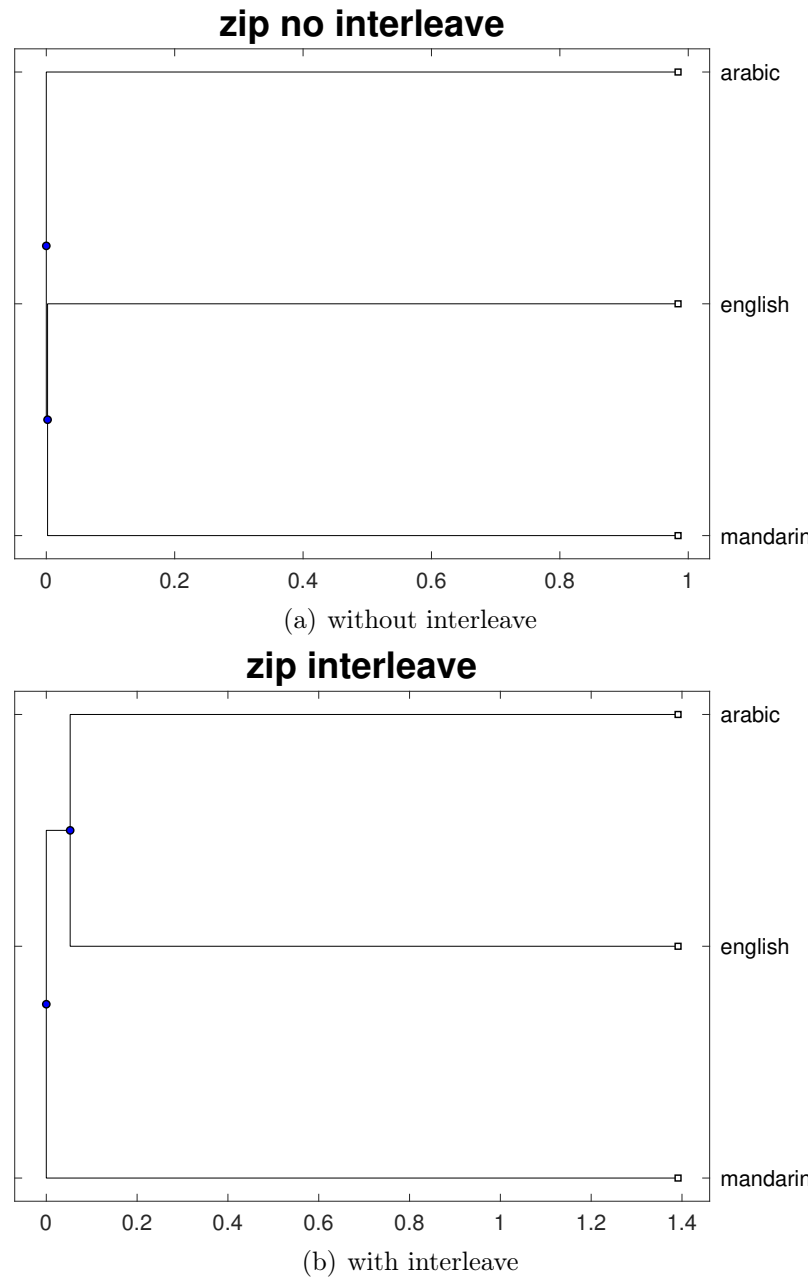 zip no interleave
arabic
english
mandarin
0 0.2 0.4 0.6 0.8 1
(a) without interleave
zip interleave
arabic
english
mandarin
0 0.2 0.4 0.6 0.8 1 1.2 1.4
(b) with interleave